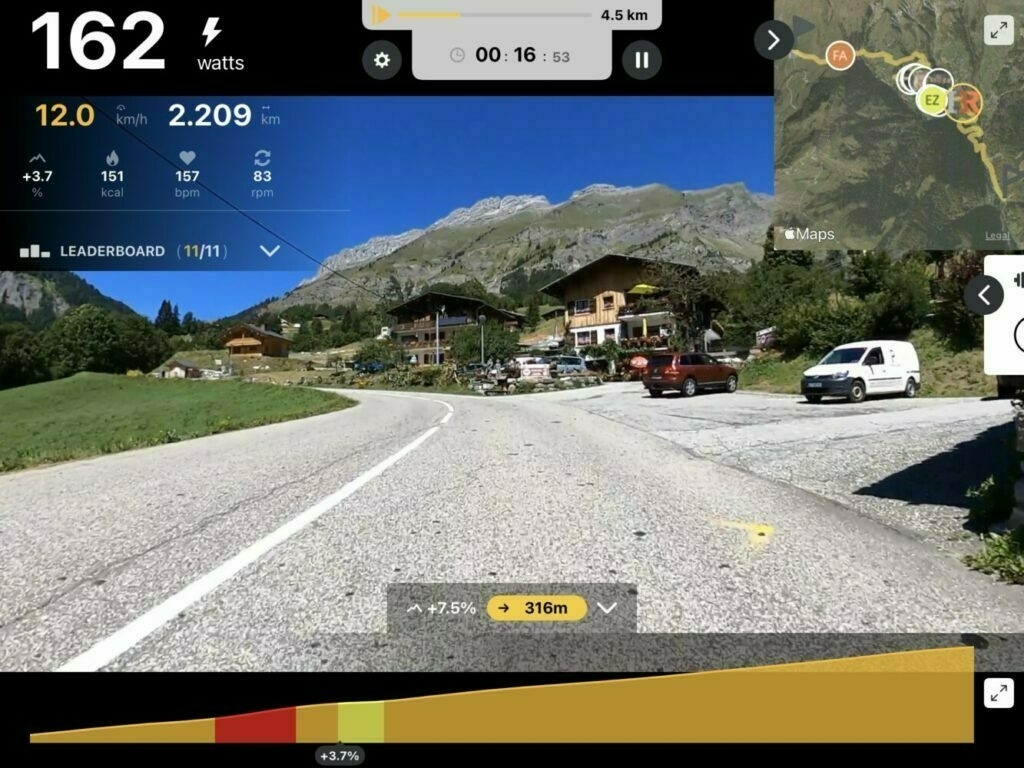 162 watts
4.5 km
00: 16 : 53
12.0 km/h 2.209 km
+3.7 151 157 83
% kcal bpm rpm
LEADERBOARD (11/11)
FA
EZ
R
Maps
Legal
+7.5% → 316m
+3.7%